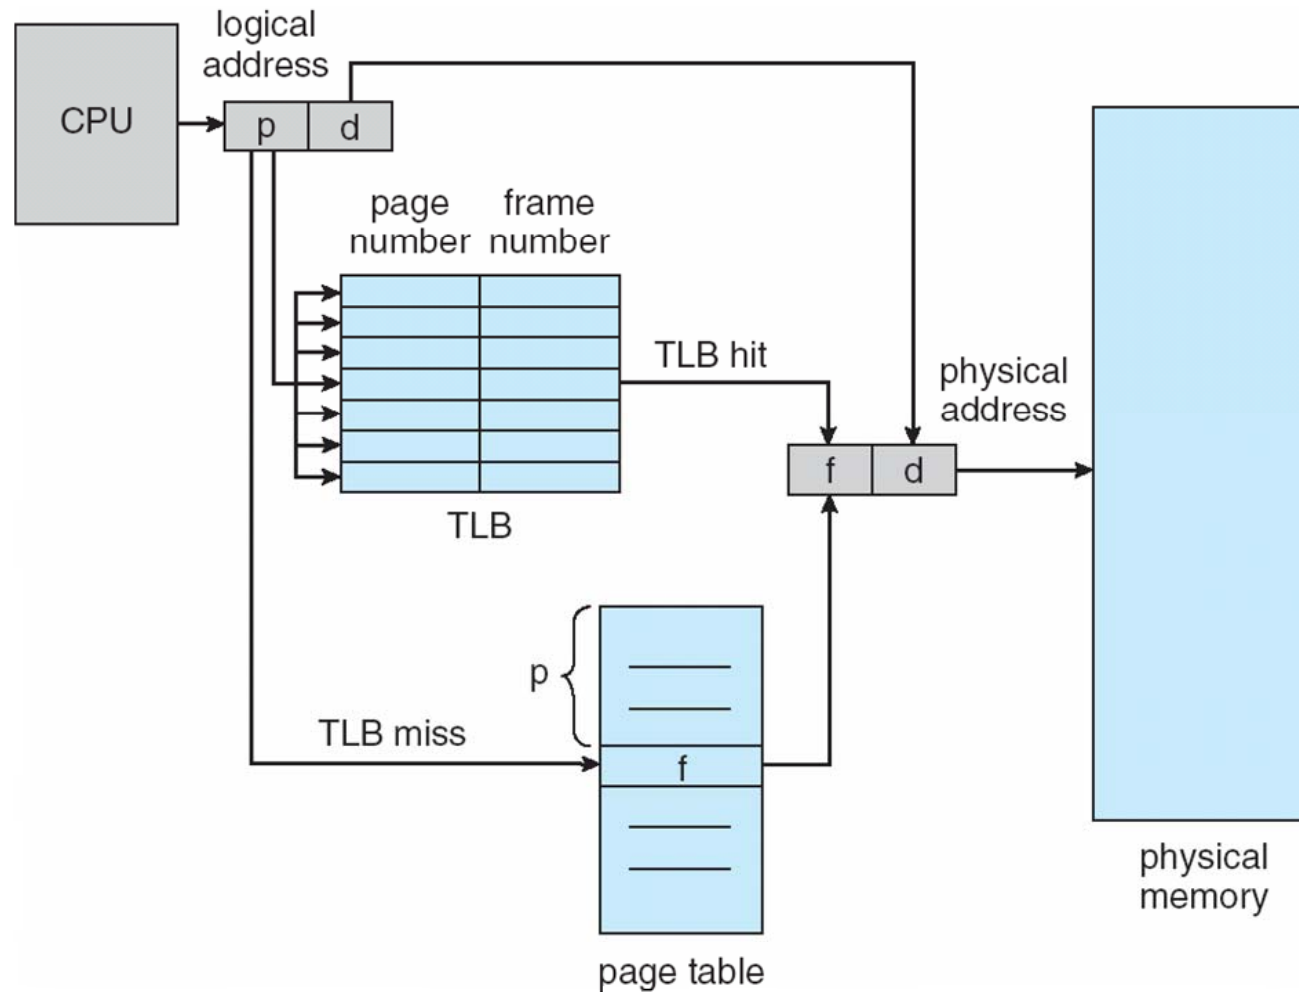 logical
address
CPU
p
d
page
number
frame
number
TLB hit
physical
address
f
d
TLB
p
TLB miss
f
physical
memory
page table